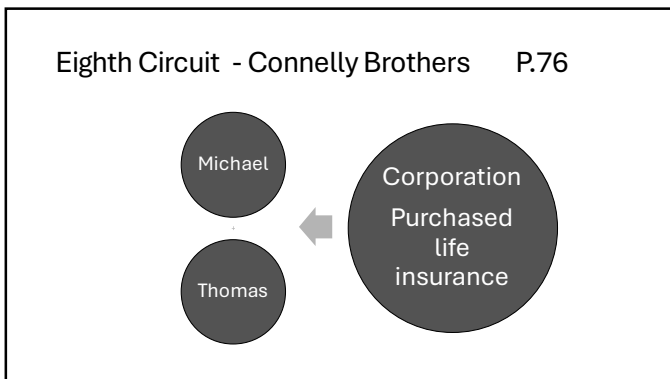 Eighth Circuit - Connelly Brothers P.76
Michael
Thomas
Corporation
Purchased
life
insurance